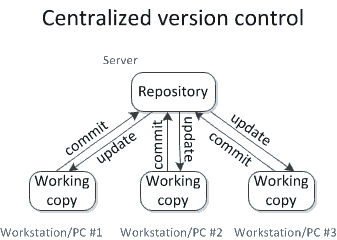 Centralized version control
Server
Repository
commit
update
commit
update
update
commit
Working
copy
Working
copy
Working
copy
Workstation/PC #1
Workstation/PC #2
Workstation/PC #3